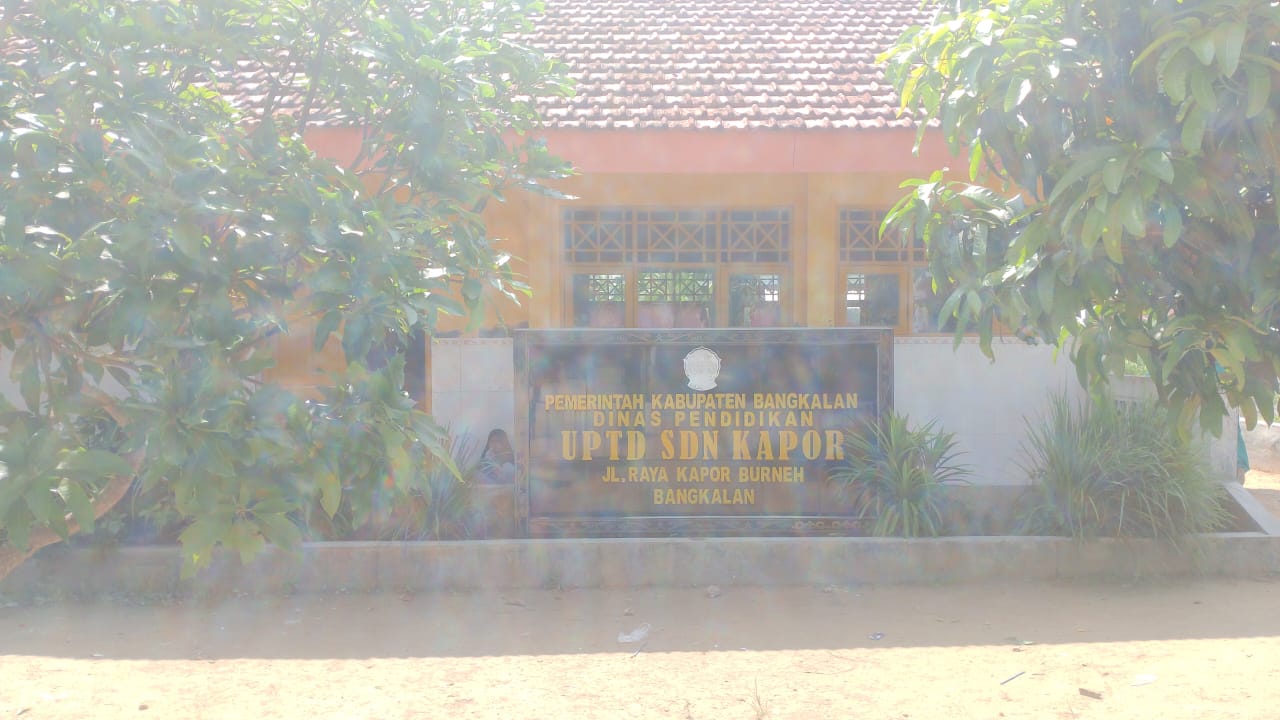 PEMERINTAH KABUPATEN BANGKALAN
DINAS PENDIDIKAN
UPTD SDN KAPOR
JL.RAYA KAPOR BURNEH
BANGKALAN